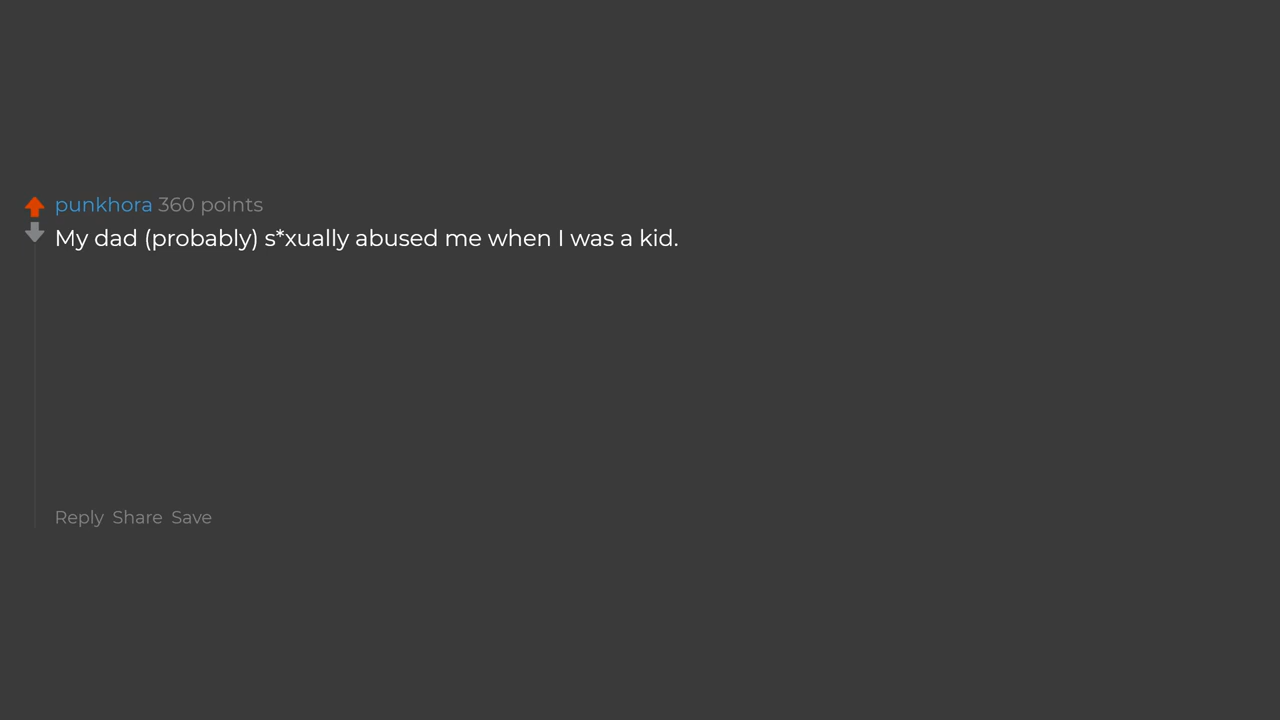 punkhora 360 points
My dad (probably) s*xually abused me when I was a kid.
Reply Share Save